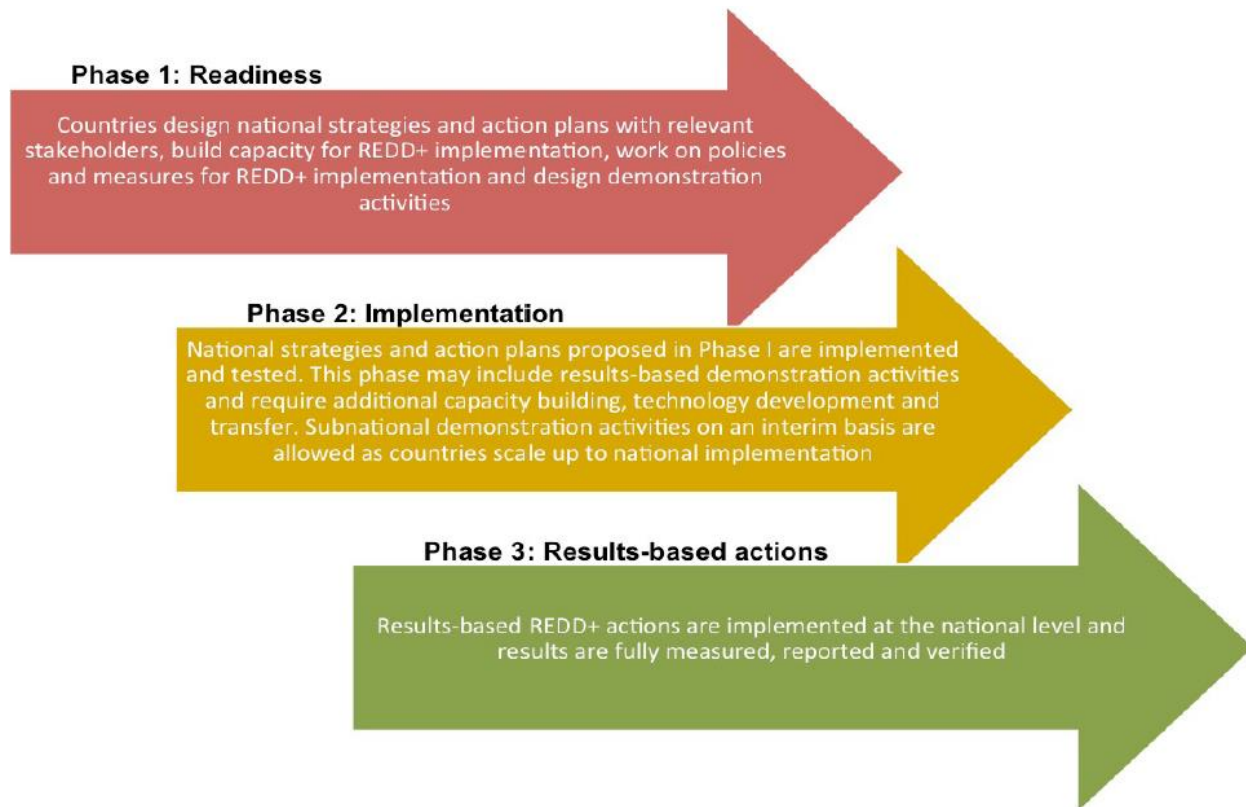 Phase 1: Readiness
Countries design national strategies and action plans with relevant
stakeholders, build capacity for REDD+ implementation, work on policies
and measures for REDD+ implementation and design demonstration
activities
Phase 2: Implementation
National strategies and action plans proposed in Phase I are implemented
and tested. This phase may include results-based demonstration activities
and require additional capacity building, technology development and
transfer. Subnational demonstration activities on an interim basis are
allowed as countries scale up to national implementation
Phase 3: Results-based actions
Results-based REDD+ actions are implemented at the national level and
results are fully measured, reported and verified